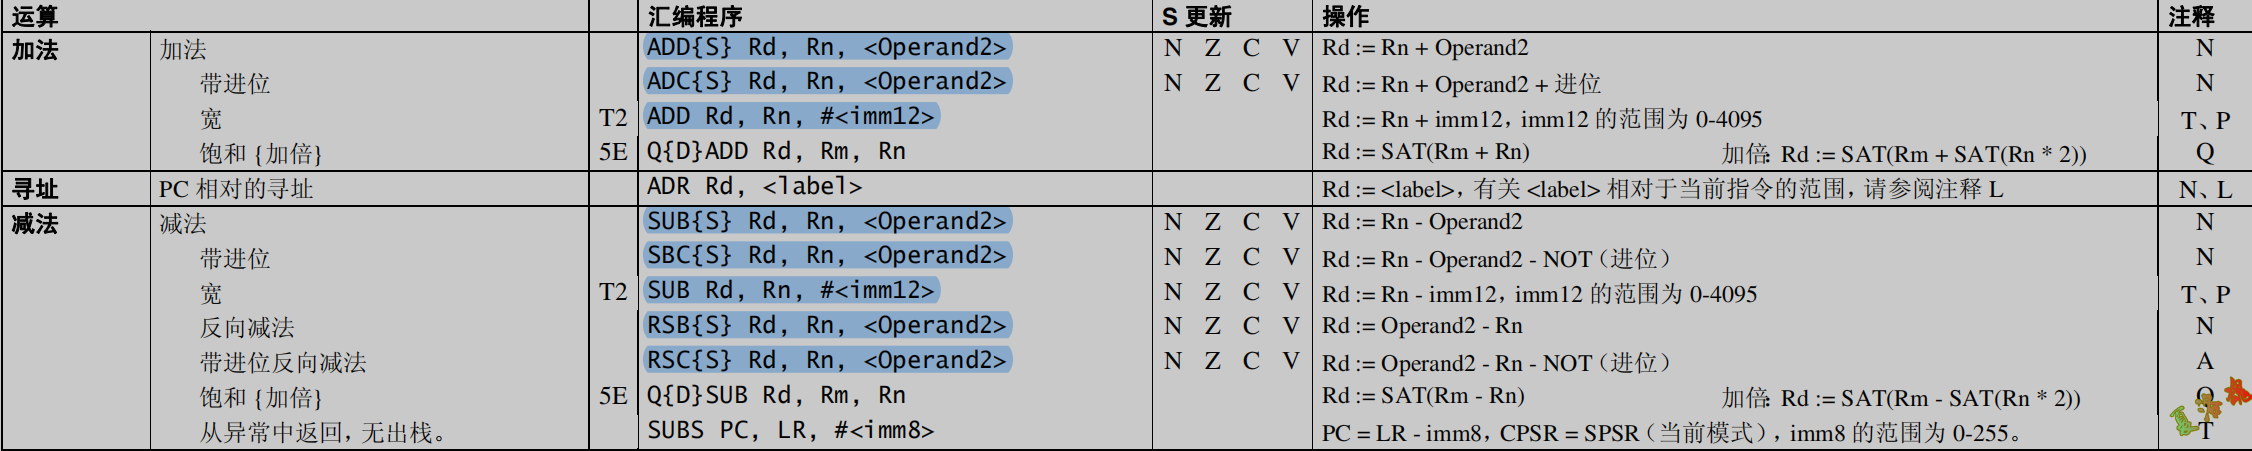 运算 汇编程序 S 更新 操作 注释
加法 加法 ADD{S} Rd, Rn, <Operand2> N Z C V Rd := Rn + Operand2 N
带进位 ADC{S} Rd, Rn, <Operand2> N Z C V Rd := Rn + Operand2 + 进位 N
宽 T2 ADD Rd, Rn, #<imm12> Rd := Rn + imm12，imm12 的范围为 0-4095 T、P
饱和 {加倍} 5E Q{D}ADD Rd, Rm, Rn Rd := SAT(Rm + Rn) 加倍：Rd := SAT(Rm + SAT(Rn * 2)) Q
寻址 PC 相对的寻址 ADR Rd, <label> Rd := <label>，有关 <label> 相对于当前指令的范围，请参阅注释 L N、L
减法 减法 SUB{S} Rd, Rn, <Operand2> N Z C V Rd := Rn - Operand2 N
带进位 SBC{S} Rd, Rn, <Operand2> N Z C V Rd := Rn - Operand2 - NOT（进位） N
宽 T2 SUB Rd, Rn, #<imm12> N Z C V Rd := Rn - imm12，imm12 的范围为 0-4095 T、P
反向减法 RSB{S} Rd, Rn, <Operand2> N Z C V Rd := Operand2 - Rn N
带进位反向减法 RSC{S} Rd, Rn, <Operand2> N Z C V Rd := Operand2 - Rn - NOT（进位） A
饱和 {加倍} 5E Q{D}SUB Rd, Rm, Rn Rd := SAT(Rm - Rn) 加倍：Rd := SAT(Rm - SAT(Rn * 2)) Q
从异常中返回，无出栈。 SUBS PC, LR, #<imm8> PC = LR - imm8，CPSR = SPSR（当前模式），imm8 的范围为 0-255。 T